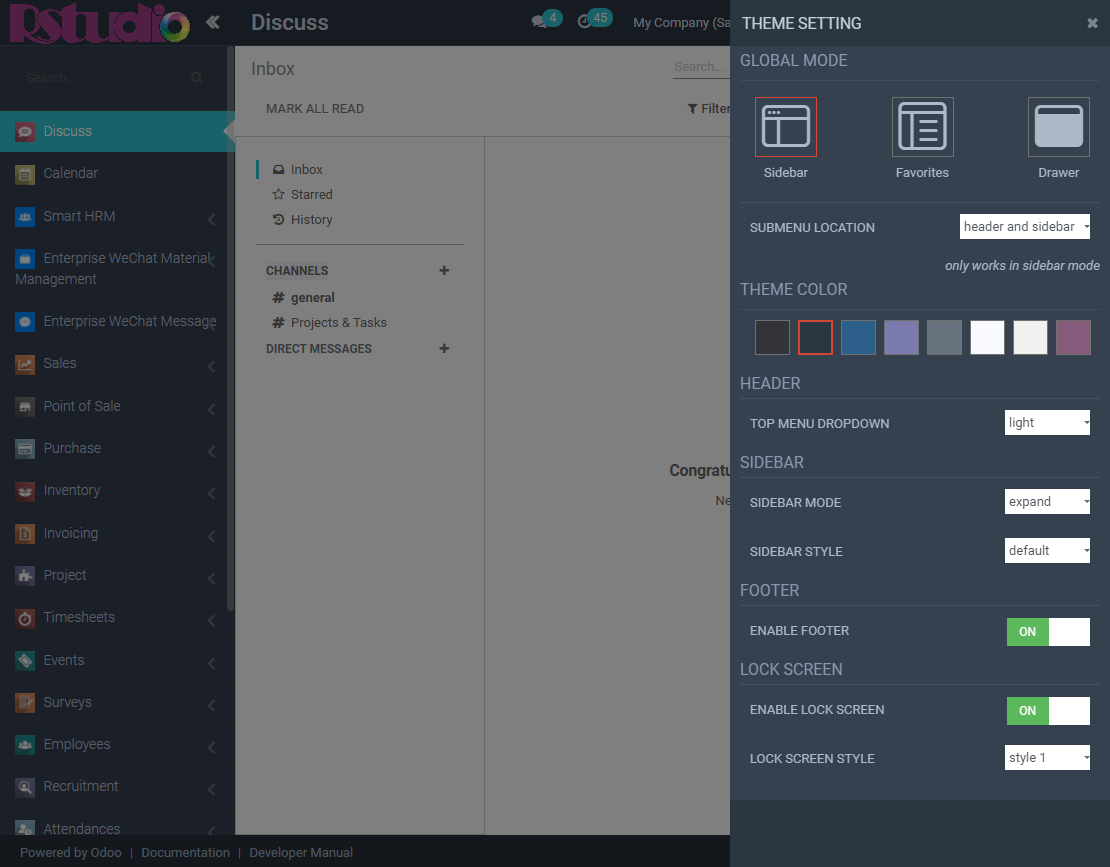 Rstudio
Discuss
4
45
My Company (Sa
Search...
Discuss
Calendar
Smart HRM
Enterprise WeChat Material
Management
Enterprise WeChat Message
Sales
Point of Sale
Purchase
Inventory
Invoicing
Project
Timesheets
Events
Surveys
Employees
Recruitment
Attendances
Inbox
Search...
MARK ALL READ
Filter
Inbox
Starred
History
CHANNELS +
# general
# Projects & Tasks
DIRECT MESSAGES +
Congratu
Ne
THEME SETTING
GLOBAL MODE
Sidebar
Favorites
Drawer
SUBMENU LOCATION
header and sidebar
only works in sidebar mode
THEME COLOR
HEADER
TOP MENU DROPDOWN
light
SIDEBAR
SIDEBAR MODE
expand
SIDEBAR STYLE
default
FOOTER
ENABLE FOOTER
ON
LOCK SCREEN
ENABLE LOCK SCREEN
ON
LOCK SCREEN STYLE
style 1
Powered by Odoo | Documentation | Developer Manual